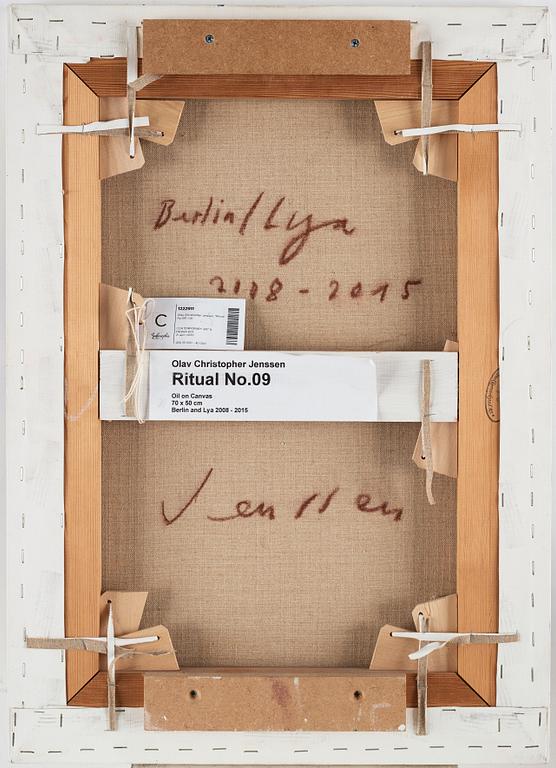 Berlin/Lya
2008-2015
C
1222911
Olav Christopher Jenssen
Ritual No.09
Oil on Canvas
70 x 50 cm
Berlin and Lya 2008 - 2015
Jenssen